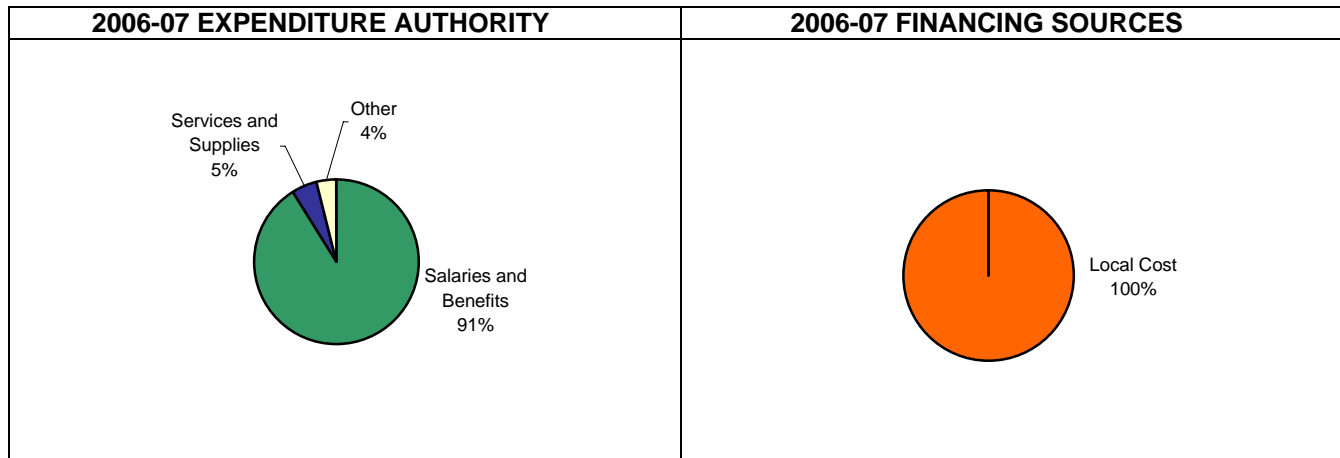 2006-07 EXPENDITURE AUTHORITY
2006-07 FINANCING SOURCES
Other
4%
Services and
Supplies
5%
Salaries and
Benefits
91%
Local Cost
100%